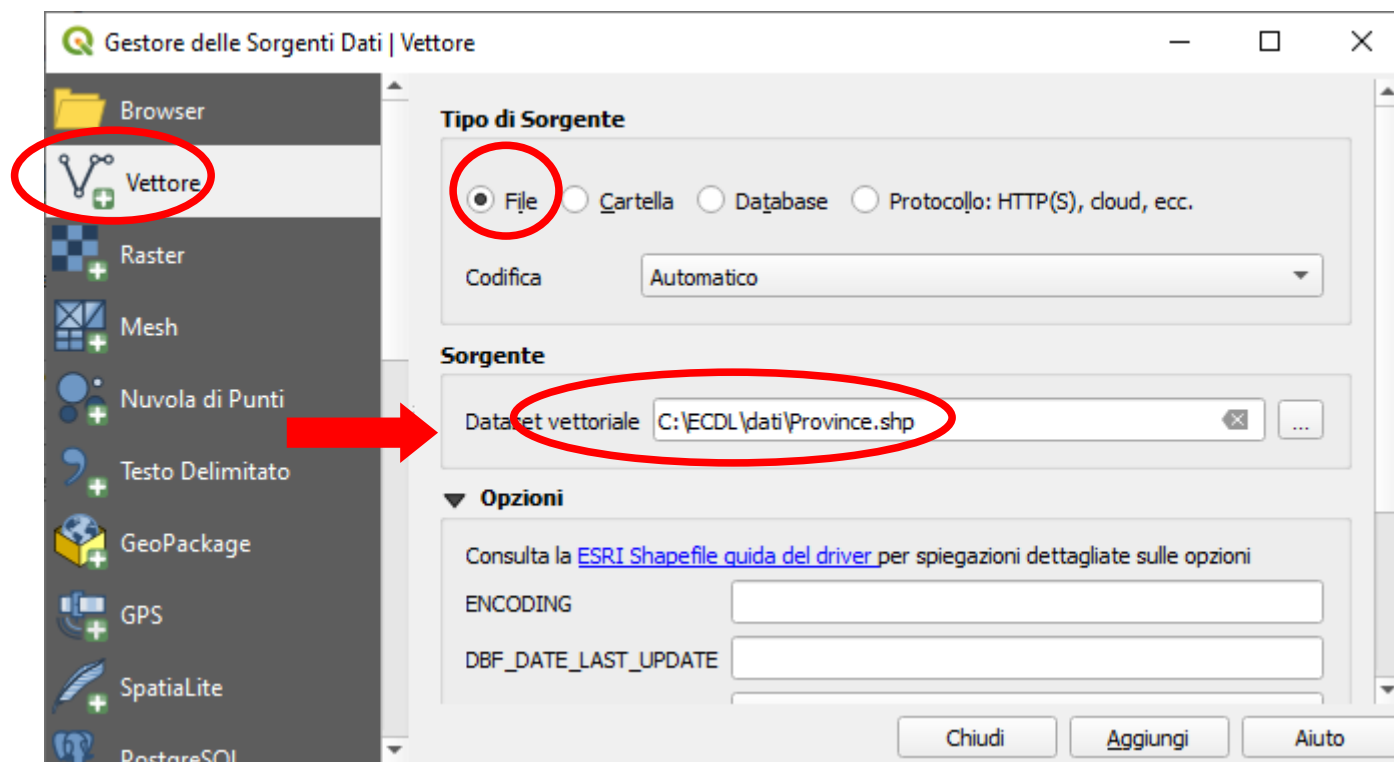 Gestore delle Sorgenti Dati | Vettore
Browser
Vettore
Raster
Mesh
Nuvola di Punti
Testo Delimitato
GeoPackage
GPS
SpatiaLite
PostgreSQL
Tipo di Sorgente
File Cartella Database Protocollo: HTTP(S), cloud, ecc.
Codifica Automatico
Sorgente
Dataset vettoriale C:\ECDL\dati\Province.shp ...
Opzioni
Consulta la ESRI Shapefile guida del driver per spiegazioni dettagliate sulle opzioni
ENCODING
DBF_DATE_LAST_UPDATE
Chiudi Aggiungi Aiuto